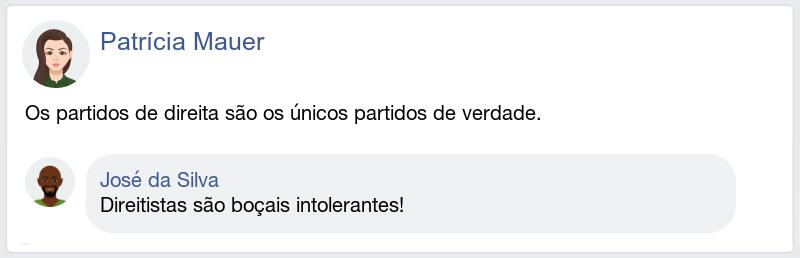 Patrícia Mauer
Os partidos de direita são os únicos partidos de verdade.
José da Silva
Direitistas são boçais intolerantes!